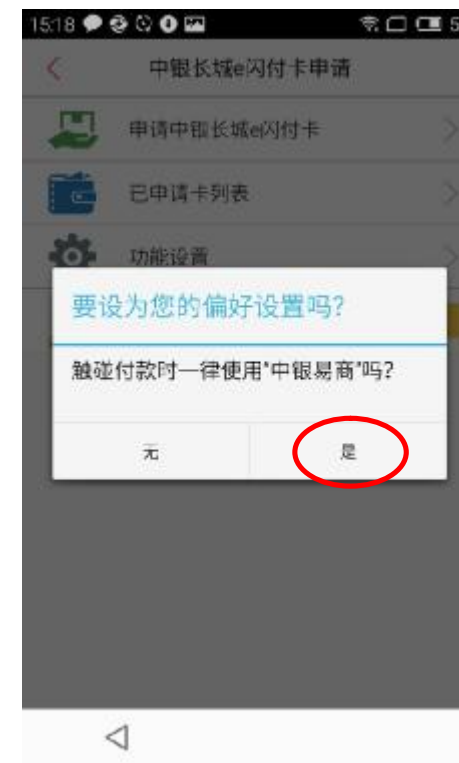 15:18 5
中银长城e闪付卡申请
申请中银长城e闪付卡
已申请卡列表
功能设置
要设为您的偏好设置吗?
触碰付款时一律使用"中银易商"吗?
无 是